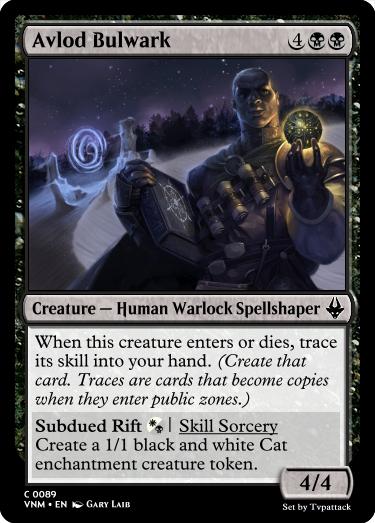 Avlod Bulwark 4
Creature — Human Warlock Spellshaper
When this creature enters or dies, trace
its skill into your hand. (Create that
card. Traces are cards that become copies
when they enter public zones.)
Subdued Rift | Skill Sorcery
Create a 1/1 black and white Cat
enchantment creature token.
4/4
C 0089
VNM • EN Gary Laib
Set by Tvpattack